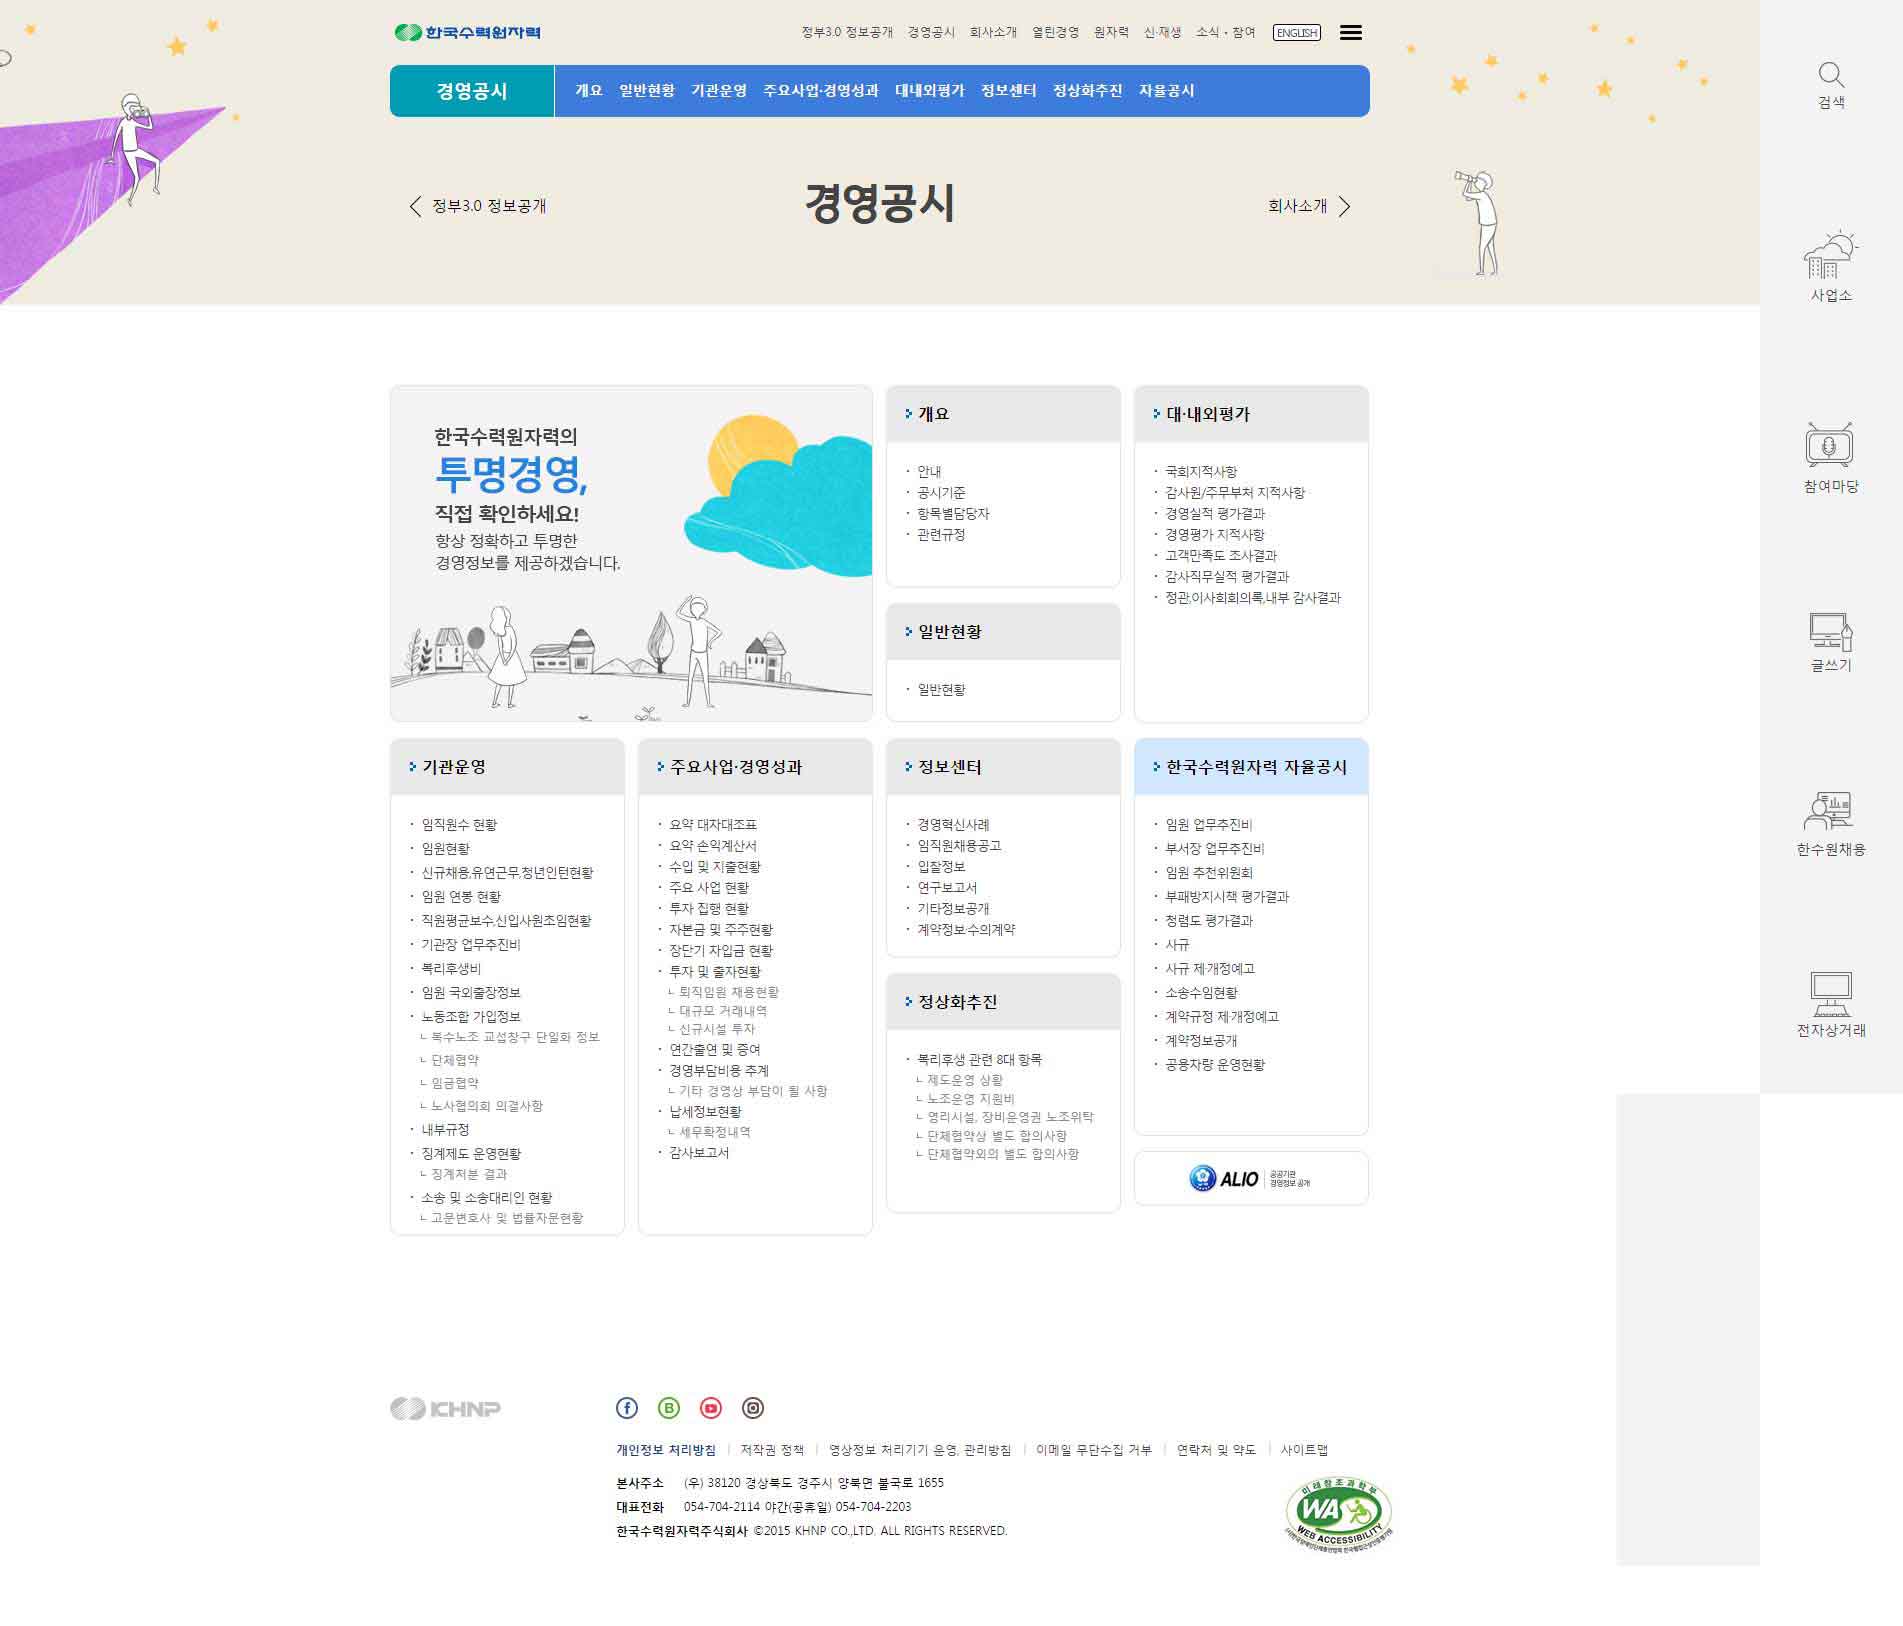 한국수력원자력
정부3.0 정보공개 경영공시 회사소개 열린경영 원자력 신·재생 소식·참여 ENGLISH
경영공시 개요 일반현황 기관운영 주요사업·경영성과 대내외평가 정보센터 정상화추진 자율공시
정부3.0 정보공개
경영공시
회사소개
검색
사업소
참여마당
글쓰기
한수원채용
전자상거래
한국수력원자력의
투명경영,
직접 확인하세요!
항상 정확하고 투명한
경영정보를 제공하겠습니다.
개요
· 안내
· 공시기준
· 항목별담당자
· 관련규정
일반현황
· 일반현황
대·내외평가
· 국회지적사항
· 감사원/주무부처 지적사항
· 경영실적 평가결과
· 경영평가 지적사항
· 고객만족도 조사결과
· 감사직무실적 평가결과
· 정관,이사회회의록,내부 감사결과
기관운영
· 임직원수 현황
· 임원현황
· 신규채용,유연근무,청년인턴현황
· 임원 연봉 현황
· 직원평균보수,신입사원초임현황
· 기관장 업무추진비
· 복리후생비
· 임원 국외출장정보
· 노동조합 가입정보
ㄴ 복수노조 교섭창구 단일화 정보
ㄴ 단체협약
ㄴ 임금협약
ㄴ 노사협의회 의결사항
· 내부규정
· 징계제도 운영현황
ㄴ 징계처분 결과
· 소송 및 소송대리인 현황
ㄴ 고문변호사 및 법률자문현황
주요사업·경영성과
· 요약 대차대조표
· 요약 손익계산서
· 수입 및 지출현황
· 주요 사업 현황
· 투자 집행 현황
· 자본금 및 주주현황
· 장단기 차입금 현황
· 투자 및 출자현황
ㄴ 퇴직임원 채용현황
ㄴ 대규모 거래내역
ㄴ 신규시설 투자
· 연간출연 및 증여
· 경영부담비용 추계
ㄴ 기타 경영상 부담이 될 사항
· 납세정보현황
ㄴ 세무확정내역
· 감사보고서
정보센터
· 경영혁신사례
· 임직원채용공고
· 입찰정보
· 연구보고서
· 기타정보공개
· 계약정보·수의계약
정상화추진
· 복리후생 관련 8대 항목
ㄴ 제도운영 상황
ㄴ 노조운영 지원비
ㄴ 영리시설, 장비운영권 노조위탁
ㄴ 단체협약상 별도 합의사항
ㄴ 단체협약외의 별도 합의사항
한국수력원자력 자율공시
· 임원 업무추진비
· 부서장 업무추진비
· 임원 추천위원회
· 부패방지시책 평가결과
· 청렴도 평가결과
· 사규
· 사규 제·개정예고
· 소송수임현황
· 계약규정 제·개정예고
· 계약정보공개
· 공용차량 운영현황
ALIO 공공기관
경영정보 공개
KHNP
개인정보 처리방침 | 저작권 정책 | 영상정보 처리기기 운영, 관리방침 | 이메일 무단수집 거부 | 연락처 및 약도 | 사이트맵
본사주소 (우) 38120 경상북도 경주시 양북면 불국로 1655
대표전화 054-704-2114 야간(공휴일) 054-704-2203
한국수력원자력주식회사 ©2015 KHNP CO.,LTD. ALL RIGHTS RESERVED.
미래창조과학부
WA
WEB ACCESSIBILITY